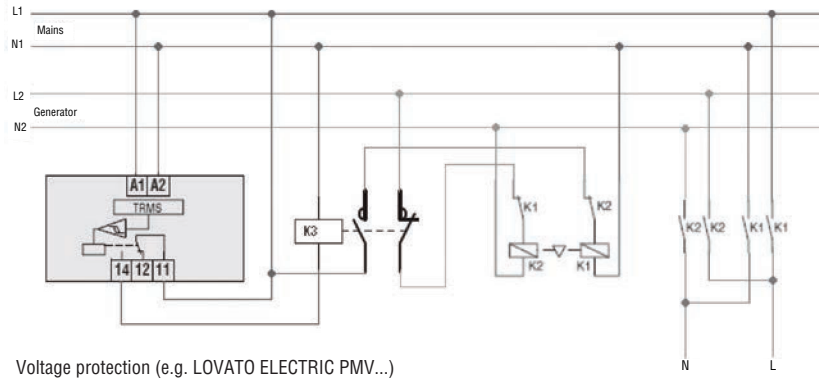 L1
Mains
N1
L2
Generator
N2
A1 A2
TRMS
K3
K1
K2
K2
K1
K2 K2 K1 K1
14 12 11
Voltage protection (e.g. LOVATO ELECTRIC PMV...)
N L